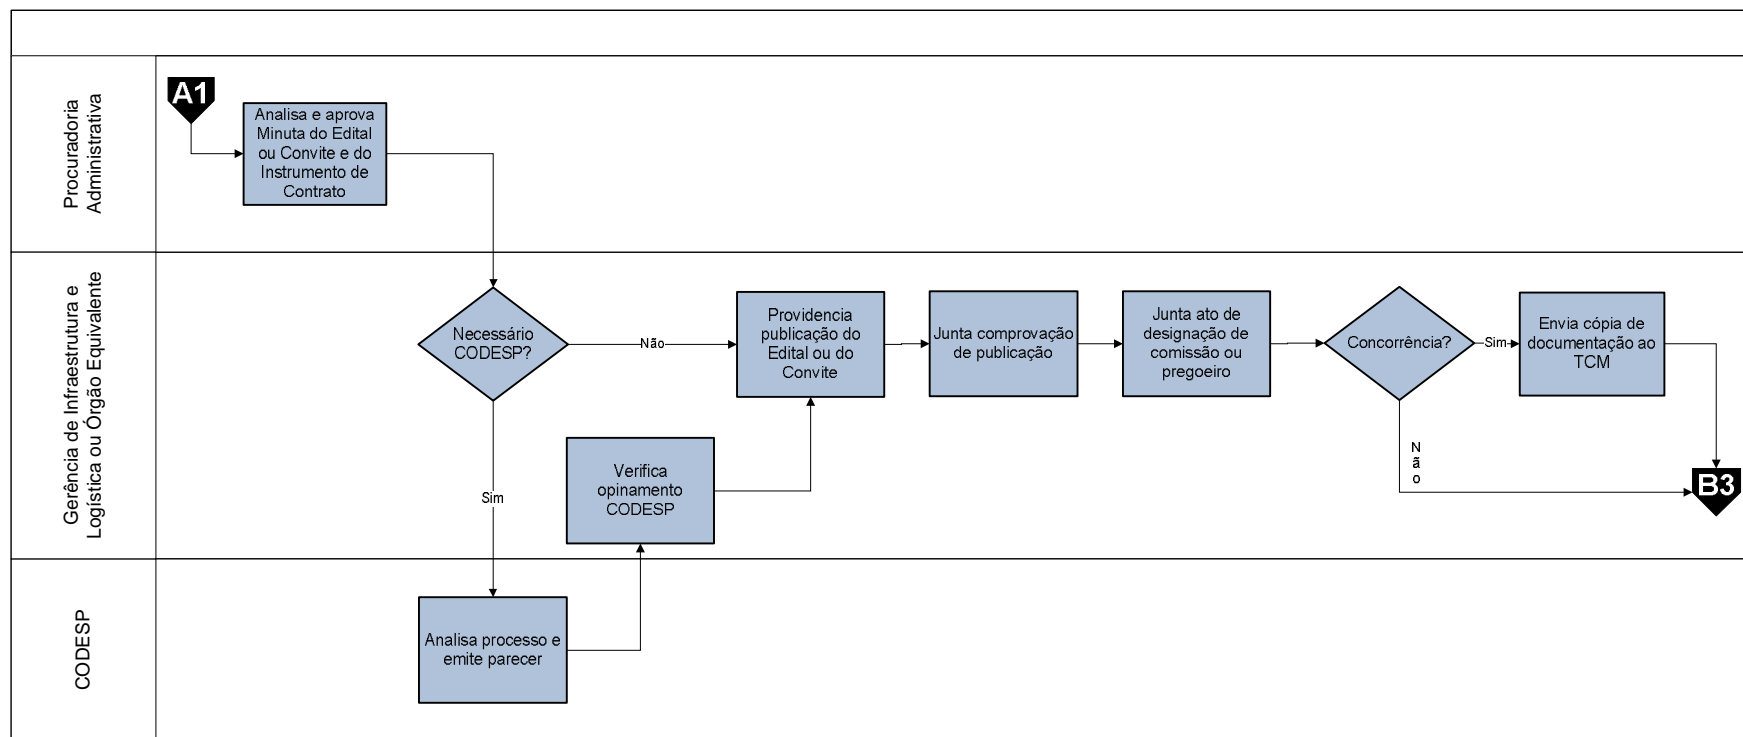 Procuradoria
Administrativa
A1
Analisa e aprova
Minuta do Edital
ou Convite e do
Instrumento de
Contrato
Gerência de Infraestrutura e
Logística ou Órgão Equivalente
Necessário
CODESP?
Não
Sim
Verifica
opinamento
CODESP
Providencia
publicação do
Edital ou do
Convite
Junta comprovação
de publicação
Junta ato de
designação de
comissão ou
pregoeiro
Concorrência?
Sim
Não
Envia cópia de
documentação ao
TCM
B3
CODESP
Analisa processo e
emite parecer